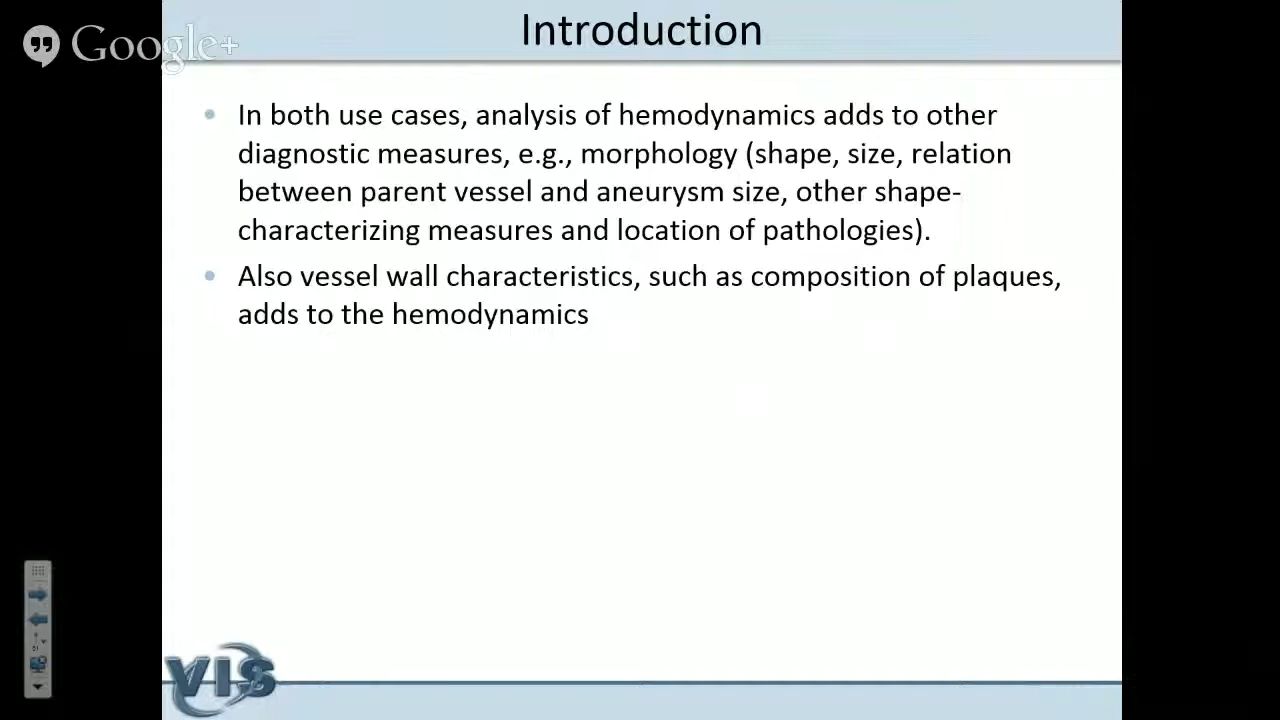 Google+
Introduction
In both use cases, analysis of hemodynamics adds to other
diagnostic measures, e.g., morphology (shape, size, relation
between parent vessel and aneurysm size, other shape-
characterizing measures and location of pathologies).
Also vessel wall characteristics, such as composition of plaques,
adds to the hemodynamics
VIS